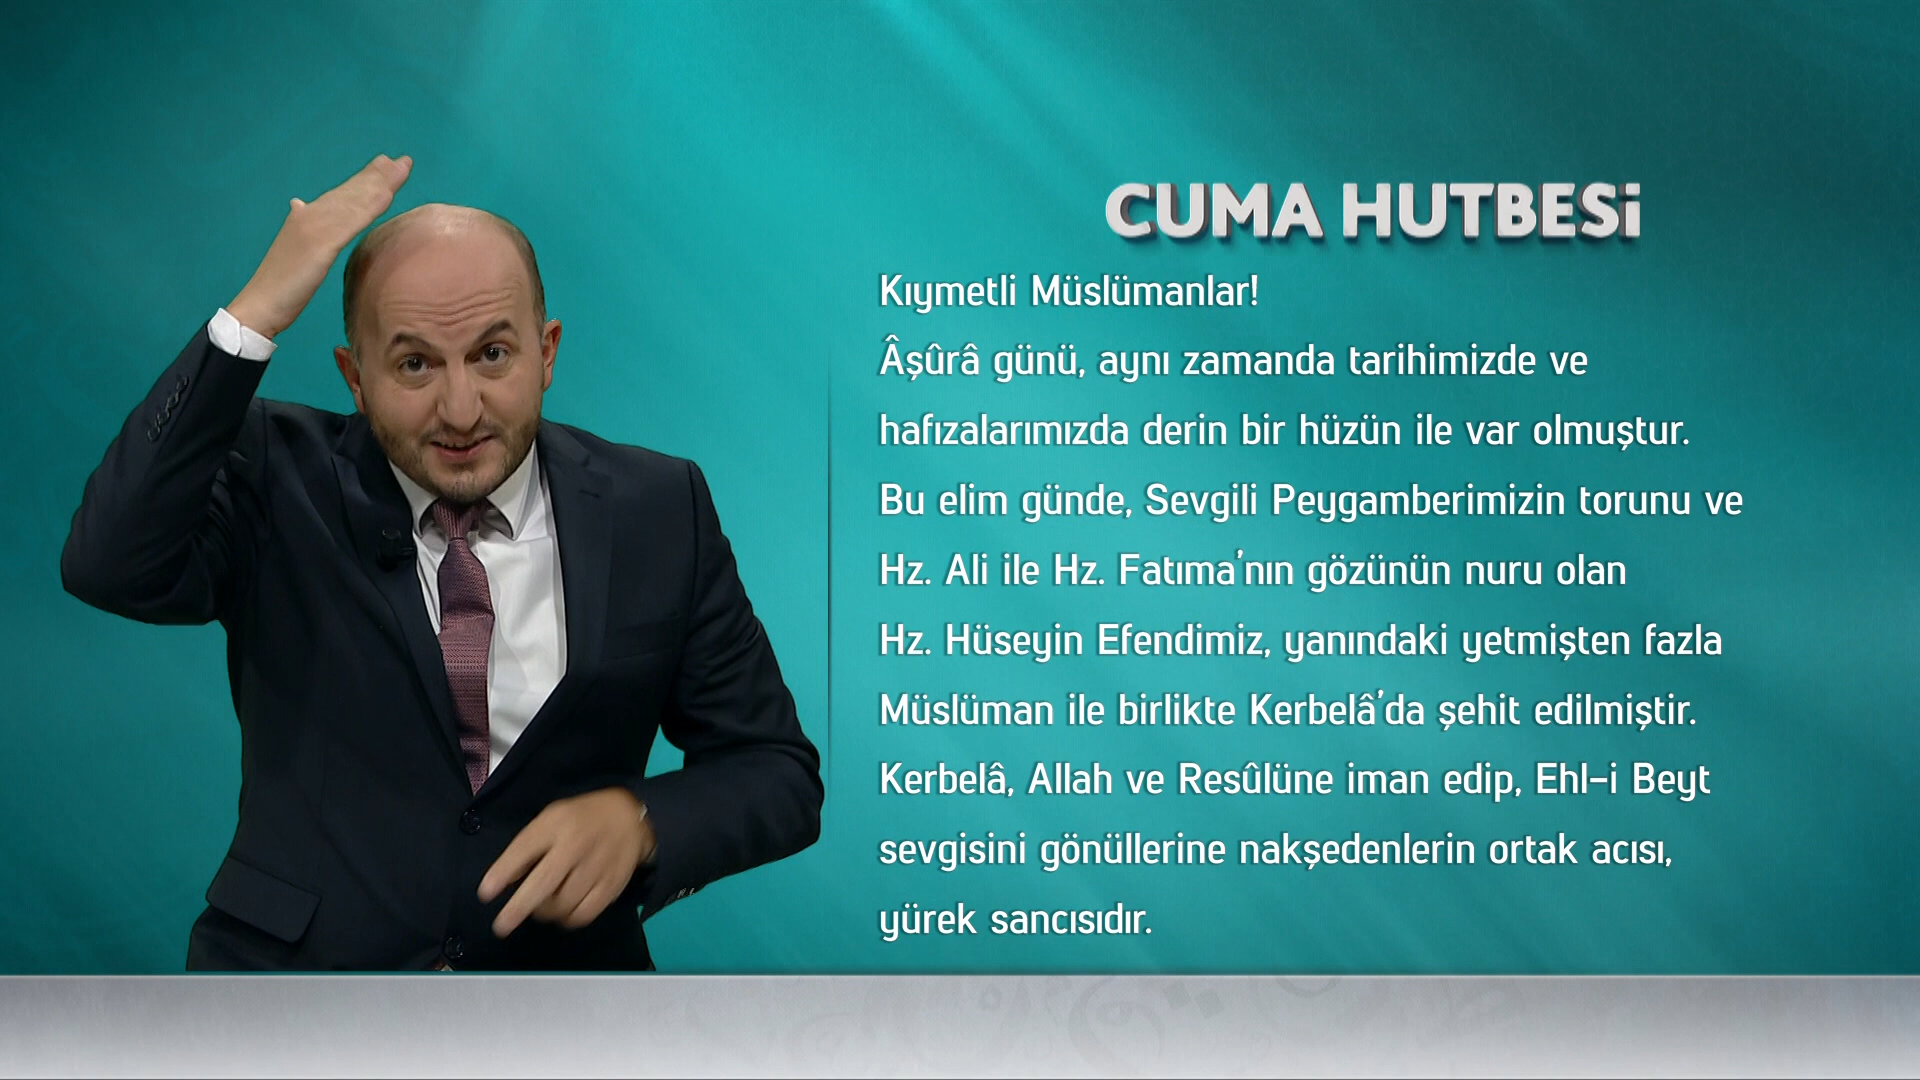 CUMA HUTBESİ
Kıymetli Müslümanlar!
Âşûrâ günü, aynı zamanda tarihimizde ve
hafızalarımızda derin bir hüzün ile var olmuştur.
Bu elim günde, Sevgili Peygamberimizin torunu ve
Hz. Ali ile Hz. Fatıma’nın gözünün nuru olan
Hz. Hüseyin Efendimiz, yanındaki yetmişten fazla
Müslüman ile birlikte Kerbelâ’da şehit edilmiştir.
Kerbelâ, Allah ve Resûlüne iman edip, Ehl-i Beyt
sevgisini gönüllerine nakşedenlerin ortak acısı,
yürek sancısıdır.